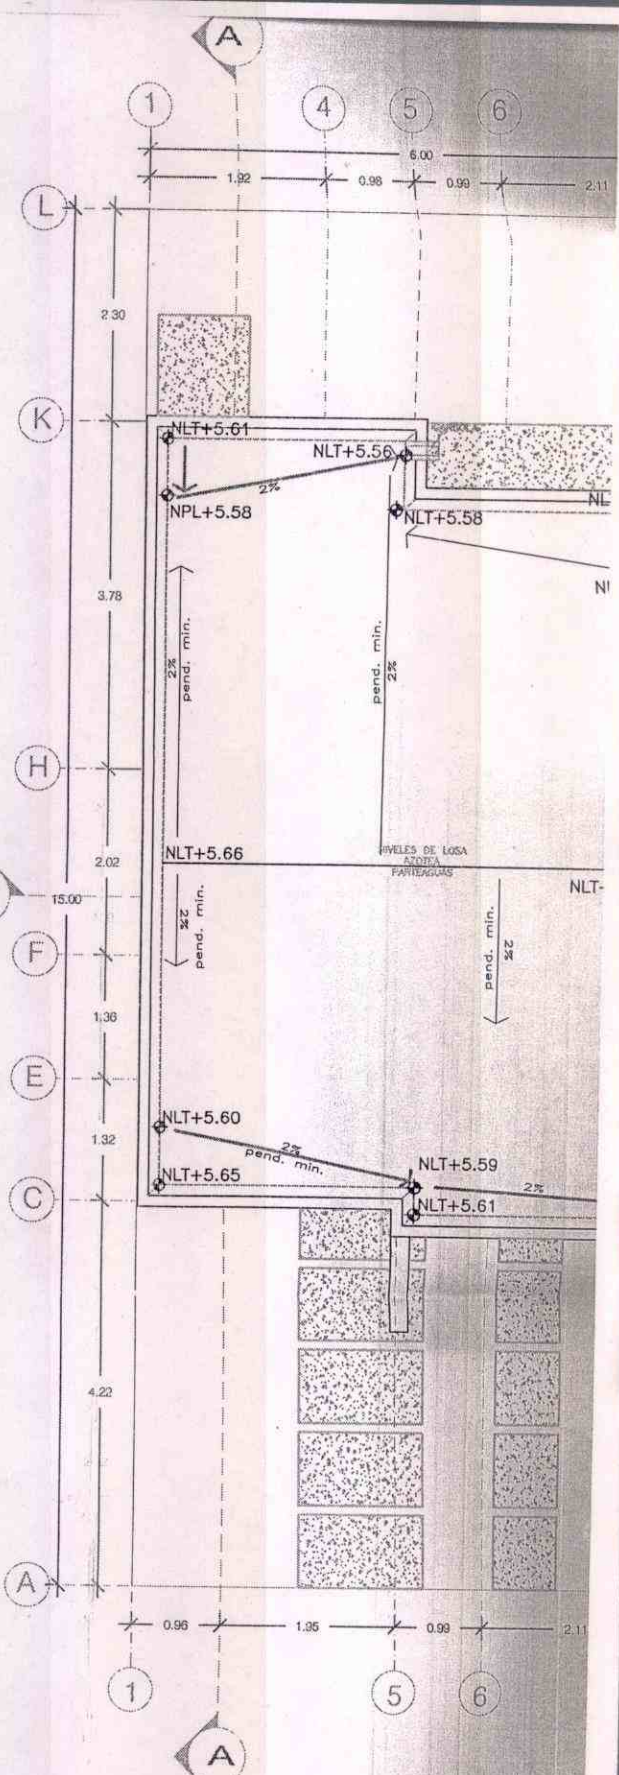 A
1
4
5
6
6.00
1.92
0.98
0.99
2.11
L
2.30
K
NLT+5.61
NLT+5.56
2%
NPL+5.58
NLT+5.58
NL
2%
pend. min.
pend. min.
2%
3.78
H
NLT+5.66
NIVELES DE LOSA
AZOTEA
PARTEAGUAS
NLT-
2.02
15.00
2%
pend. min.
pend. min.
2%
F
1.36
E
1.32
NLT+5.60
2%
pend. min.
NLT+5.65
NLT+5.59
2%
NLT+5.61
C
4.22
A
0.96
1.95
0.99
2.11
1
5
6
A